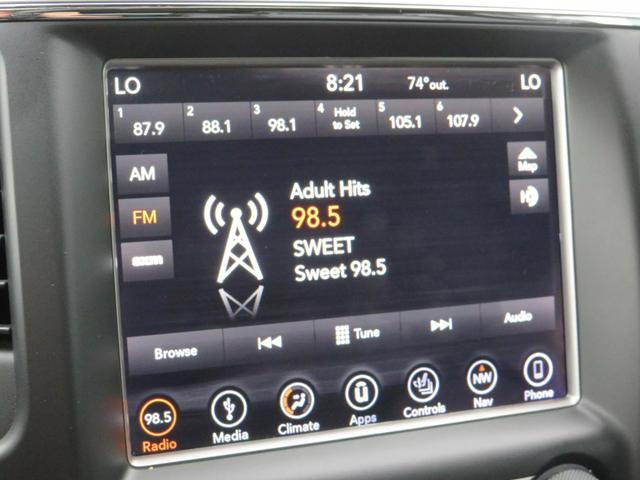 LO 8:21 74° out. LO
1 87.9 2 88.1 3 98.1 4 Hold to Set 5 105.1 6 107.9
AM
Map
FM
HD
sxm
Adult Hits
98.5
SWEET
Sweet 98.5
Browse Tune Audio
98.5 NW
Radio Media Climate Apps Controls Nav Phone